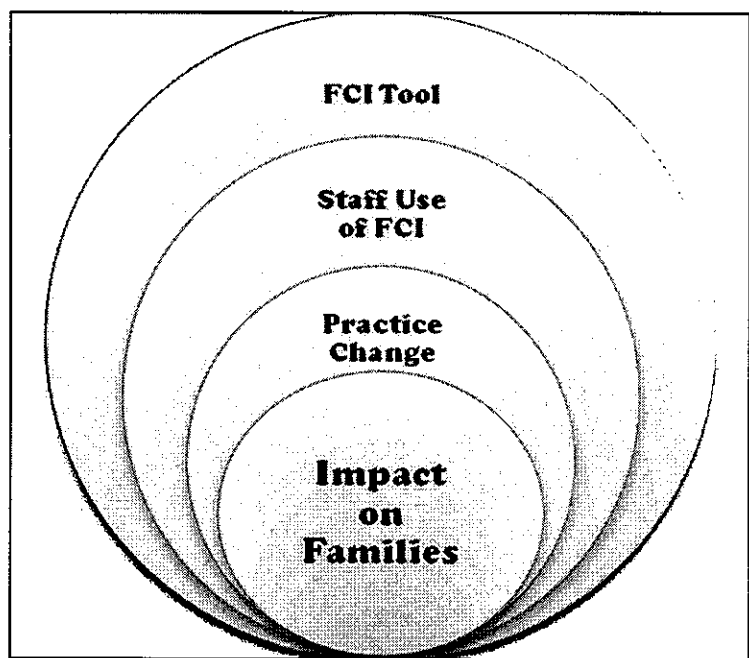 FCI Tool
Staff Use
of FCI
Practice
Change
Impact
on
Families